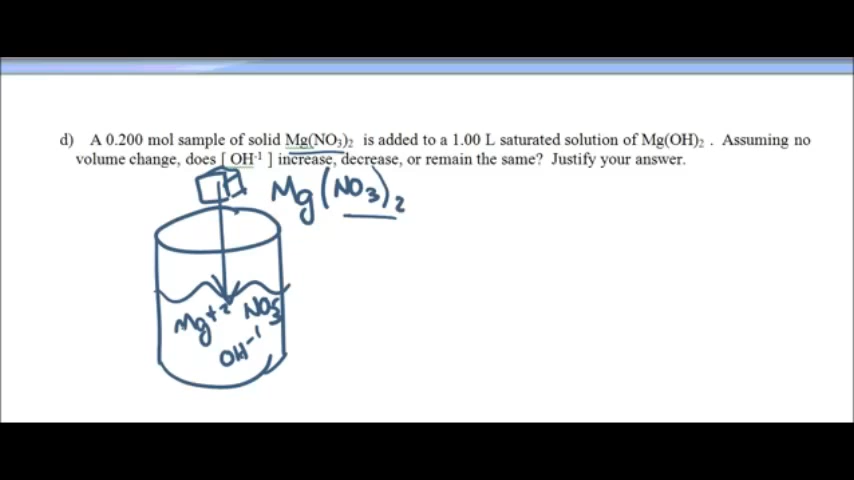 d) A 0.200 mol sample of solid Mg(NO₃)₂ is added to a 1.00 L saturated solution of Mg(OH)₂ . Assuming no
volume change, does [ OH⁻¹ ] increase, decrease, or remain the same? Justify your answer.
Mg(NO₃)₂
Mg⁺² NO₃
OH⁻¹